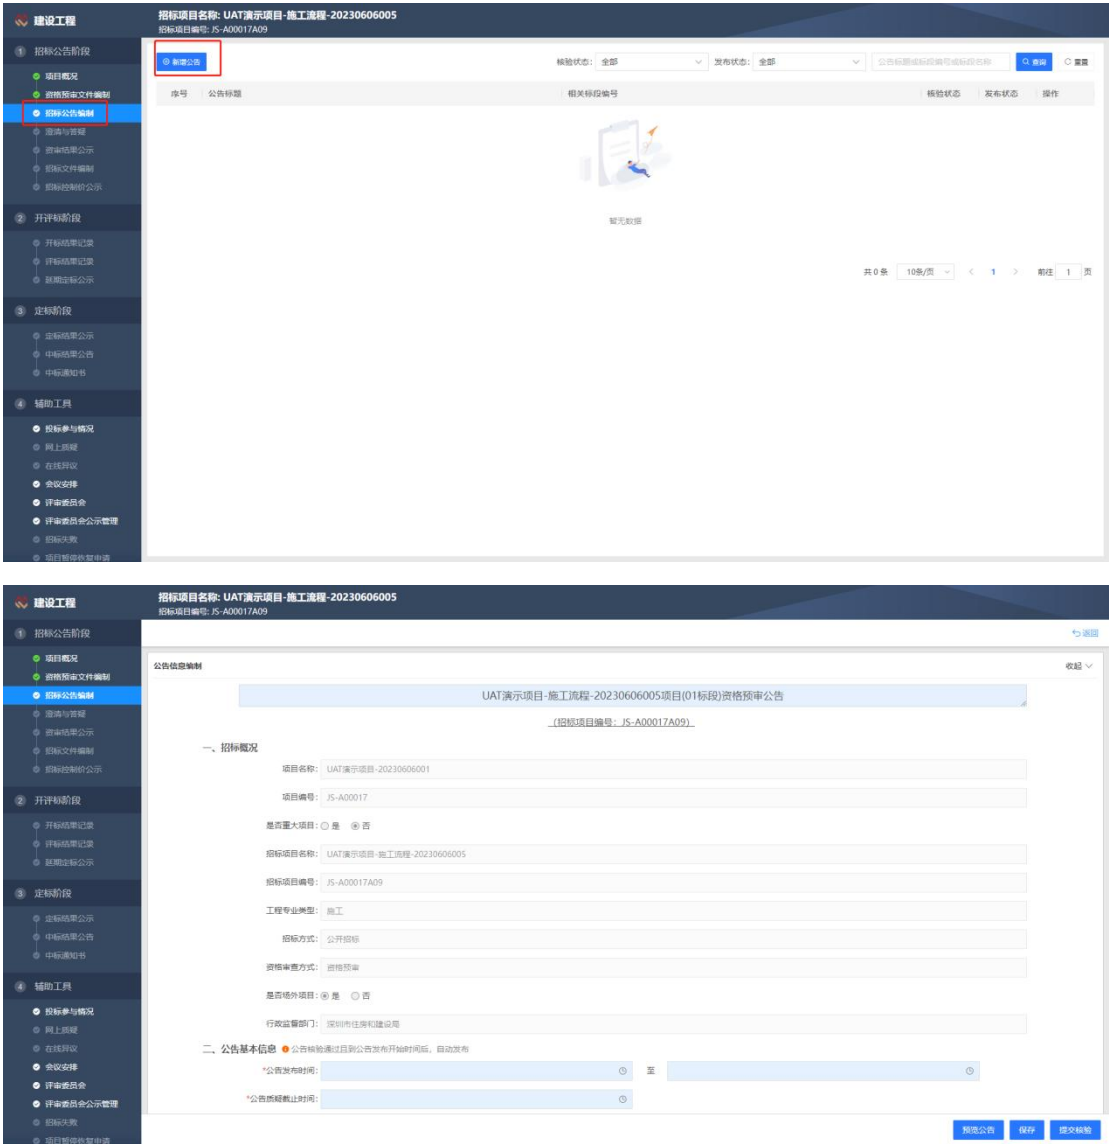 建设工程
招标项目名称: UAT演示项目-施工流程-20230606005
招标项目编号: JS-A00017A09
1 招标公告阶段
项目概况
资格预审文件编制
招标公告编制
澄清与答疑
资审结果公示
招标文件编制
招标控制价公示
2 开评标阶段
开标结果记录
评标结果记录
延期定标公示
3 定标阶段
定标结果公示
中标结果公告
中标通知书
4 辅助工具
投标参与情况
网上质疑
在线异议
会议安排
评审委员会
评审委员会公示管理
招标失败
项目暂停恢复申请
新增公告
核验状态: 全部 发布状态: 全部 公告标题或标段编号或标段名称 查询 重置
序号 公告标题 相关标段编号 核验状态 发布状态 操作
暂无数据
共 0 条 10条/页 < 1 > 前往 1 页
建设工程
招标项目名称: UAT演示项目-施工流程-20230606005
招标项目编号: JS-A00017A09
1 招标公告阶段
项目概况
资格预审文件编制
招标公告编制
澄清与答疑
资审结果公示
招标文件编制
招标控制价公示
2 开评标阶段
开标结果记录
评标结果记录
延期定标公示
3 定标阶段
定标结果公示
中标结果公告
中标通知书
4 辅助工具
投标参与情况
网上质疑
在线异议
会议安排
评审委员会
评审委员会公示管理
招标失败
项目暂停恢复申请
返回
公告信息编制 收起
UAT演示项目-施工流程-20230606005项目(01标段)资格预审公告
(招标项目编号: JS-A00017A09)
一、招标概况
项目名称: UAT演示项目-20230606001
项目编号: JS-A00017
是否重大项目: 是 否
招标项目名称: UAT演示项目-施工流程-20230606005
招标项目编号: JS-A00017A09
工程专业类型: 施工
招标方式: 公开招标
资格审查方式: 资格预审
是否场外项目: 是 否
行政监督部门: 深圳市住房和建设局
二、公告基本信息 公告核验通过且到公告发布开始时间后，自动发布
*公告发布时间: 至
*公告质疑截止时间:
预览公告 保存 提交核验